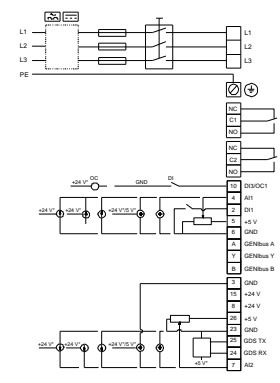 L1
L1
L2
L2
L3
L3
PE
NC
C1
NO
NC
C2
NO
+24 V* OC GND DI 10 DI3/OC1
4 AI1
2 DI1
+24 V* +24 V* +24 V*/5 V* 5 +5 V
6 GND
A GENIbus A
Y GENIbus Y
B GENIbus B
3 GND
15 +24 V
8 +24 V
26 +5 V
23 GND
+24 V* +24 V* +24 V*/5 V* 25 GDS TX
24 GDS RX
+5 V* 7 AI2